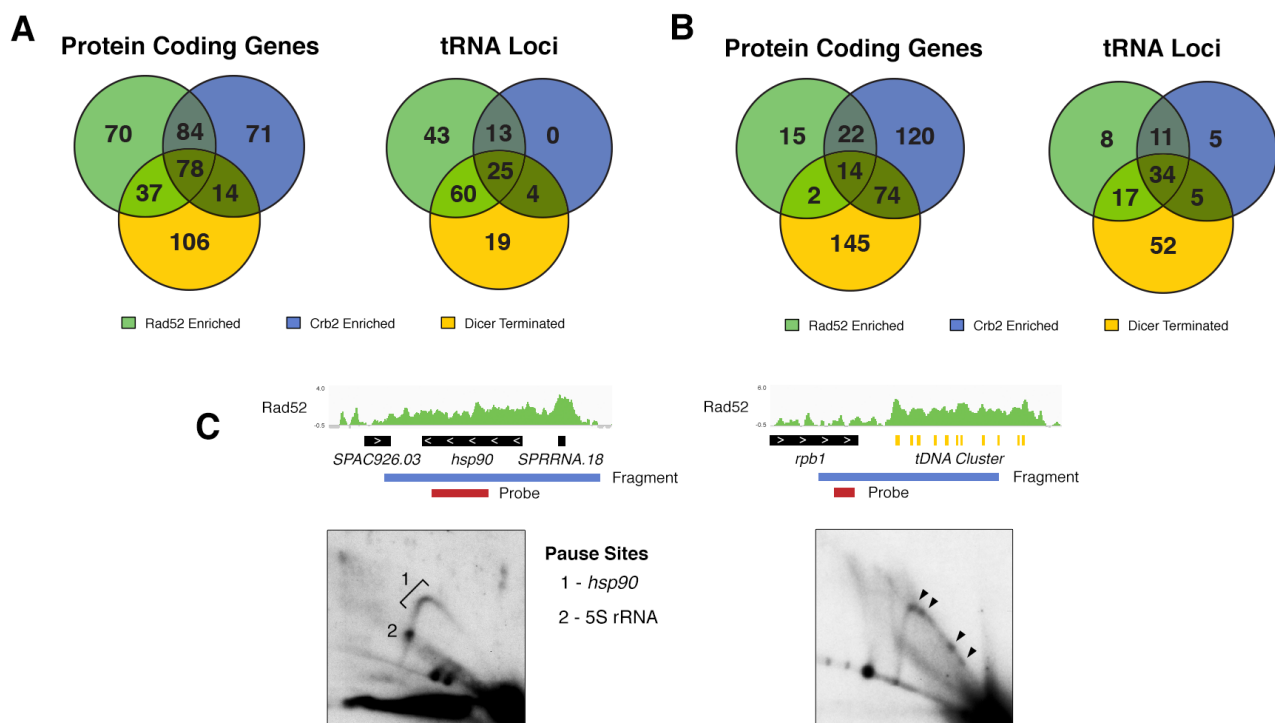 A
Protein Coding Genes
tRNA Loci
70
84
71
78
37
14
106
43
13
0
25
60
4
19
Rad52 Enriched
Crb2 Enriched
Dicer Terminated
B
Protein Coding Genes
tRNA Loci
15
22
120
14
2
74
145
8
11
5
34
17
5
52
Rad52 Enriched
Crb2 Enriched
Dicer Terminated
C
4.0
Rad52
-0.5
> < < < < <
SPAC926.03 hsp90 SPRRNA.18
Fragment
Probe
1
2
Pause Sites
1 - hsp90
2 - 5S rRNA
6.0
Rad52
-0.5
> > > >
rpb1 tDNA Cluster
Fragment
Probe